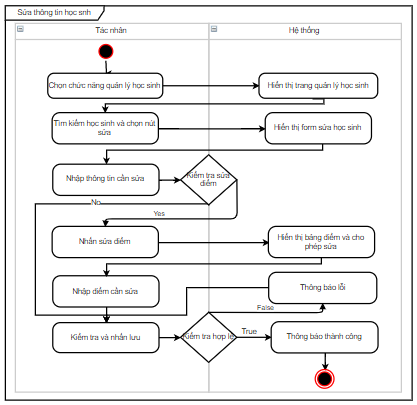 Sửa thông tin học snh
Tác nhân
Hệ thống
Chọn chức năng quản lý học sinh
Hiển thị trang quản lý học sinh
Tìm kiếm học sinh và chọn nút
sửa
Hiển thị form sửa học sinh
Nhập thông tin cần sửa
Kiểm tra sửa
điểm
No
Yes
Nhấn sửa điểm
Hiển thị bảng điểm và cho
phép sửa
Nhập điểm cần sửa
Thông báo lỗi
False
Kiểm tra và nhấn lưu
Kiểm tra hợp lệ
True
Thông báo thành công